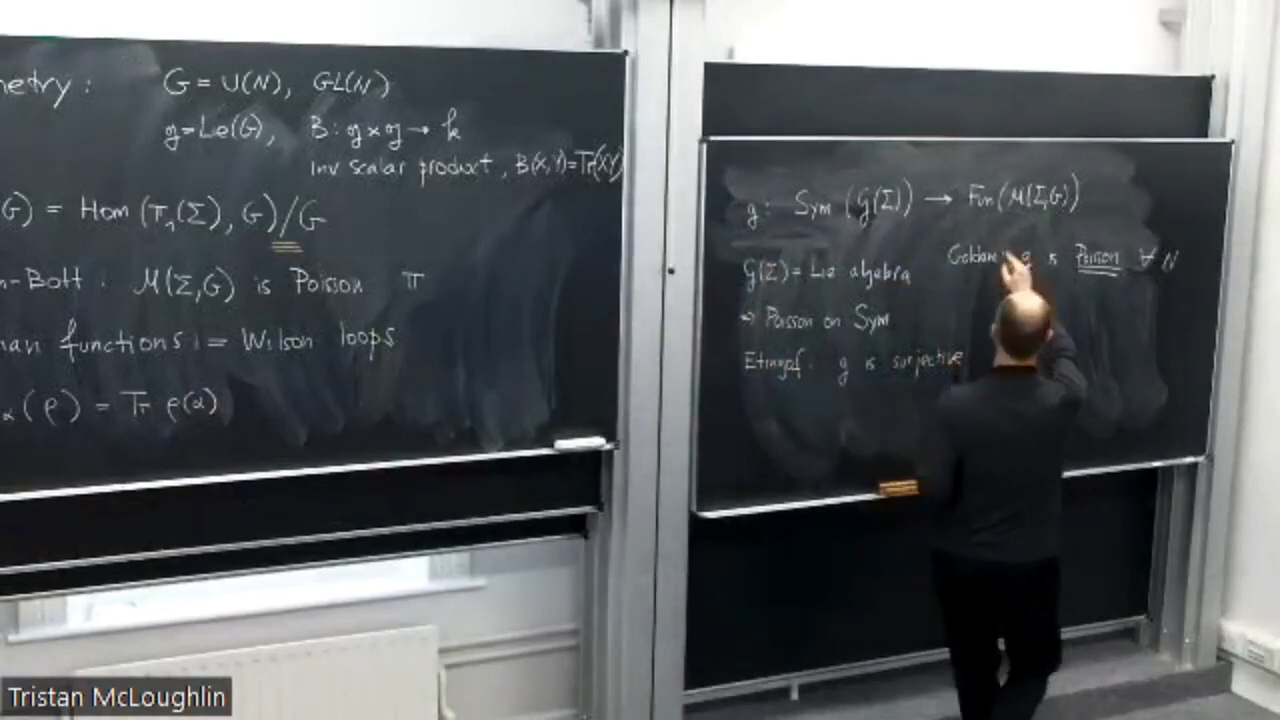 netry : G = U(N), GL(N)
𝔤 = Lie(G), B : 𝔤 × 𝔤 → k
inv scalar product, B(X,Y)=Tr(XY)
G) = Hom (π₁(Σ), G)/G
-Bott : M(Σ,G) is Poisson π
an functions := Wilson loops
α (ρ) = Tr ρ(α)
g : Sym (G(Σ)) → Fun(M(Σ,G))
G(Σ) = Lie algebra
is Poisson ∀ N
⇒ Poisson on Sym
Etingof : g is surjective
Tristan McLoughlin